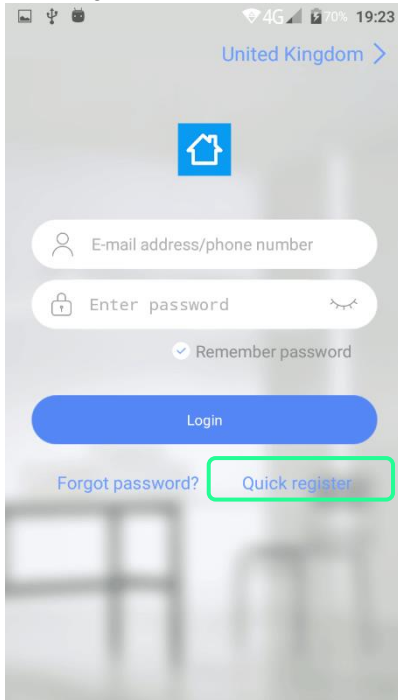 4G 70% 19:23
United Kingdom >
E-mail address/phone number
Enter password
Remember password
Login
Forgot password? Quick register